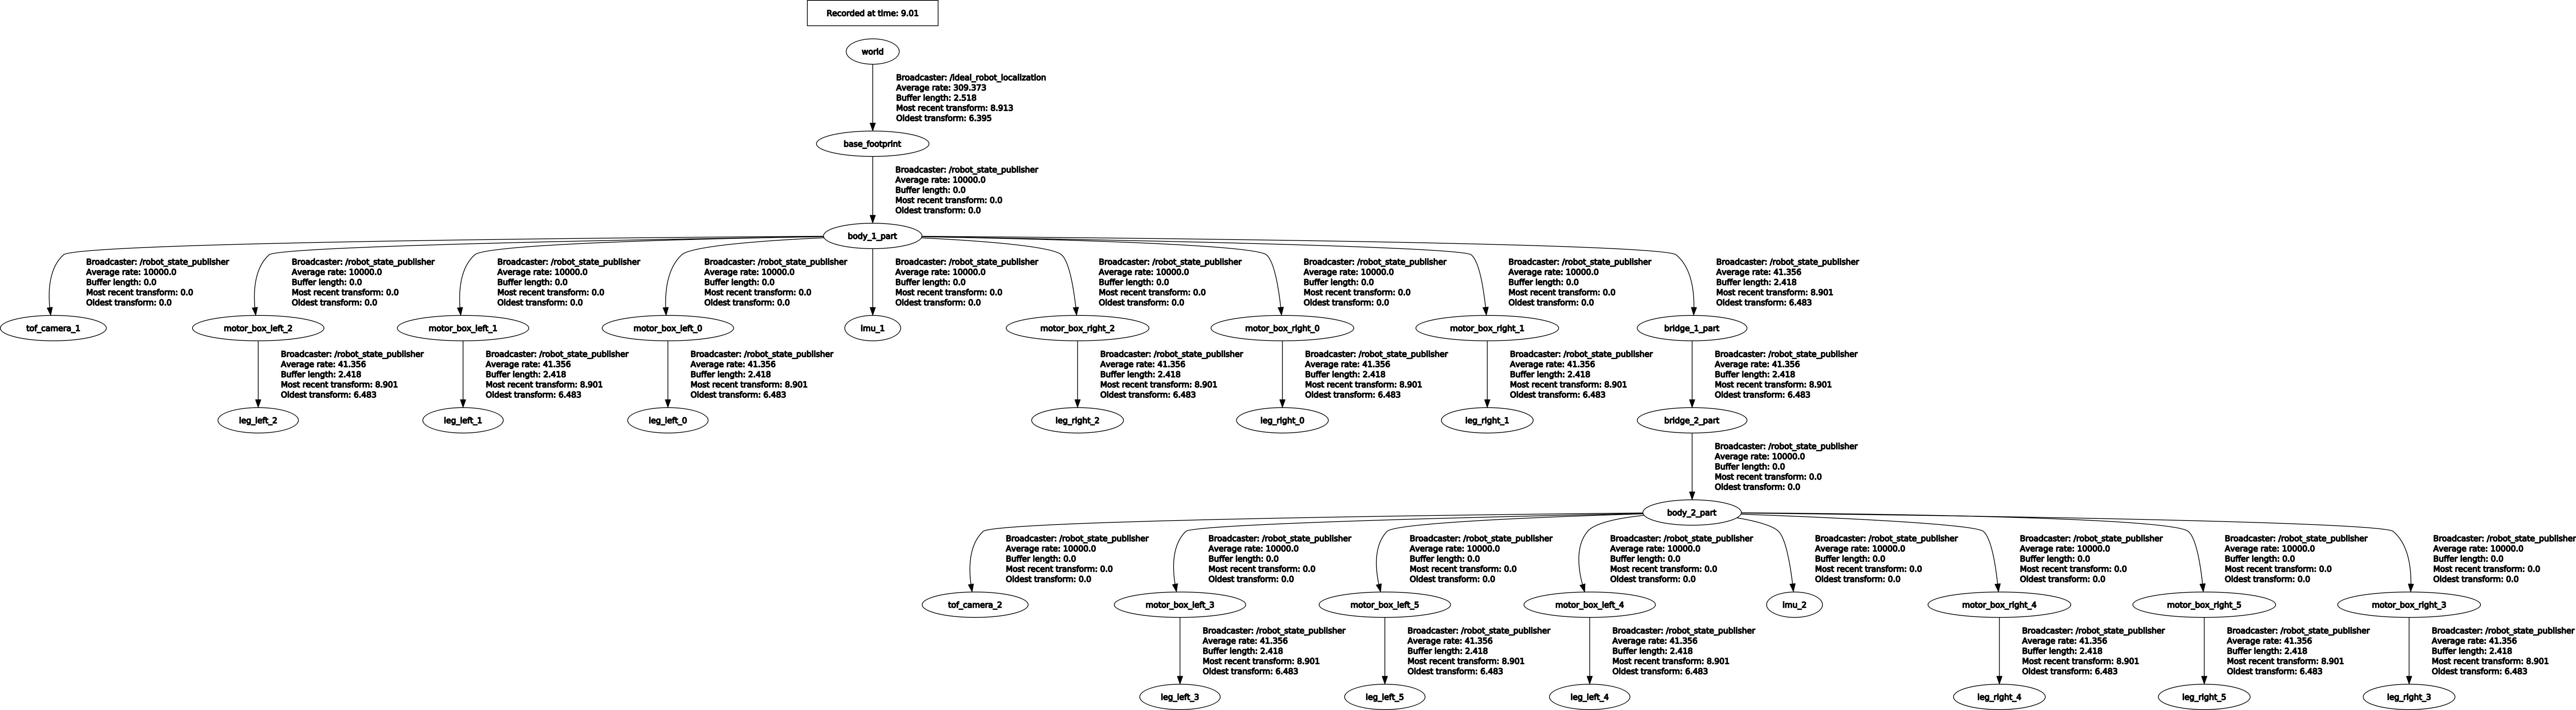 Recorded at time: 9.01
world
Broadcaster: /ideal_robot_localization
Average rate: 309.373
Buffer length: 2.518
Most recent transform: 8.913
Oldest transform: 6.395
base_footprint
Broadcaster: /robot_state_publisher
Average rate: 10000.0
Buffer length: 0.0
Most recent transform: 0.0
Oldest transform: 0.0
body_1_part
Broadcaster: /robot_state_publisher Broadcaster: /robot_state_publisher Broadcaster: /robot_state_publisher Broadcaster: /robot_state_publisher Broadcaster: /robot_state_publisher Broadcaster: /robot_state_publisher Broadcaster: /robot_state_publisher Broadcaster: /robot_state_publisher Broadcaster: /robot_state_publisher
Average rate: 10000.0 Average rate: 10000.0 Average rate: 10000.0 Average rate: 10000.0 Average rate: 10000.0 Average rate: 10000.0 Average rate: 10000.0 Average rate: 10000.0 Average rate: 41.356
Buffer length: 0.0 Buffer length: 0.0 Buffer length: 0.0 Buffer length: 0.0 Buffer length: 0.0 Buffer length: 0.0 Buffer length: 0.0 Buffer length: 0.0 Buffer length: 2.418
Most recent transform: 0.0 Most recent transform: 0.0 Most recent transform: 0.0 Most recent transform: 0.0 Most recent transform: 0.0 Most recent transform: 0.0 Most recent transform: 0.0 Most recent transform: 0.0 Most recent transform: 8.901
Oldest transform: 0.0 Oldest transform: 0.0 Oldest transform: 0.0 Oldest transform: 0.0 Oldest transform: 0.0 Oldest transform: 0.0 Oldest transform: 0.0 Oldest transform: 0.0 Oldest transform: 6.483
tof_camera_1 motor_box_left_2 motor_box_left_1 motor_box_left_0 imu_1 motor_box_right_2 motor_box_right_0 motor_box_right_1 bridge_1_part
Broadcaster: /robot_state_publisher Broadcaster: /robot_state_publisher Broadcaster: /robot_state_publisher Broadcaster: /robot_state_publisher Broadcaster: /robot_state_publisher Broadcaster: /robot_state_publisher Broadcaster: /robot_state_publisher
Average rate: 41.356 Average rate: 41.356 Average rate: 41.356 Average rate: 41.356 Average rate: 41.356 Average rate: 41.356 Average rate: 41.356
Buffer length: 2.418 Buffer length: 2.418 Buffer length: 2.418 Buffer length: 2.418 Buffer length: 2.418 Buffer length: 2.418 Buffer length: 2.418
Most recent transform: 8.901 Most recent transform: 8.901 Most recent transform: 8.901 Most recent transform: 8.901 Most recent transform: 8.901 Most recent transform: 8.901 Most recent transform: 8.901
Oldest transform: 6.483 Oldest transform: 6.483 Oldest transform: 6.483 Oldest transform: 6.483 Oldest transform: 6.483 Oldest transform: 6.483 Oldest transform: 6.483
leg_left_2 leg_left_1 leg_left_0 leg_right_2 leg_right_0 leg_right_1 bridge_2_part
Broadcaster: /robot_state_publisher
Average rate: 10000.0
Buffer length: 0.0
Most recent transform: 0.0
Oldest transform: 0.0
body_2_part
Broadcaster: /robot_state_publisher Broadcaster: /robot_state_publisher Broadcaster: /robot_state_publisher Broadcaster: /robot_state_publisher Broadcaster: /robot_state_publisher Broadcaster: /robot_state_publisher Broadcaster: /robot_state_publisher Broadcaster: /robot_state_publisher
Average rate: 10000.0 Average rate: 10000.0 Average rate: 10000.0 Average rate: 10000.0 Average rate: 10000.0 Average rate: 10000.0 Average rate: 10000.0 Average rate: 10000.0
Buffer length: 0.0 Buffer length: 0.0 Buffer length: 0.0 Buffer length: 0.0 Buffer length: 0.0 Buffer length: 0.0 Buffer length: 0.0 Buffer length: 0.0
Most recent transform: 0.0 Most recent transform: 0.0 Most recent transform: 0.0 Most recent transform: 0.0 Most recent transform: 0.0 Most recent transform: 0.0 Most recent transform: 0.0 Most recent transform: 0.0
Oldest transform: 0.0 Oldest transform: 0.0 Oldest transform: 0.0 Oldest transform: 0.0 Oldest transform: 0.0 Oldest transform: 0.0 Oldest transform: 0.0 Oldest transform: 0.0
tof_camera_2 motor_box_left_3 motor_box_left_5 motor_box_left_4 imu_2 motor_box_right_4 motor_box_right_5 motor_box_right_3
Broadcaster: /robot_state_publisher Broadcaster: /robot_state_publisher Broadcaster: /robot_state_publisher Broadcaster: /robot_state_publisher Broadcaster: /robot_state_publisher Broadcaster: /robot_state_publisher
Average rate: 41.356 Average rate: 41.356 Average rate: 41.356 Average rate: 41.356 Average rate: 41.356 Average rate: 41.356
Buffer length: 2.418 Buffer length: 2.418 Buffer length: 2.418 Buffer length: 2.418 Buffer length: 2.418 Buffer length: 2.418
Most recent transform: 8.901 Most recent transform: 8.901 Most recent transform: 8.901 Most recent transform: 8.901 Most recent transform: 8.901 Most recent transform: 8.901
Oldest transform: 6.483 Oldest transform: 6.483 Oldest transform: 6.483 Oldest transform: 6.483 Oldest transform: 6.483 Oldest transform: 6.483
leg_left_3 leg_left_5 leg_left_4 leg_right_4 leg_right_5 leg_right_3